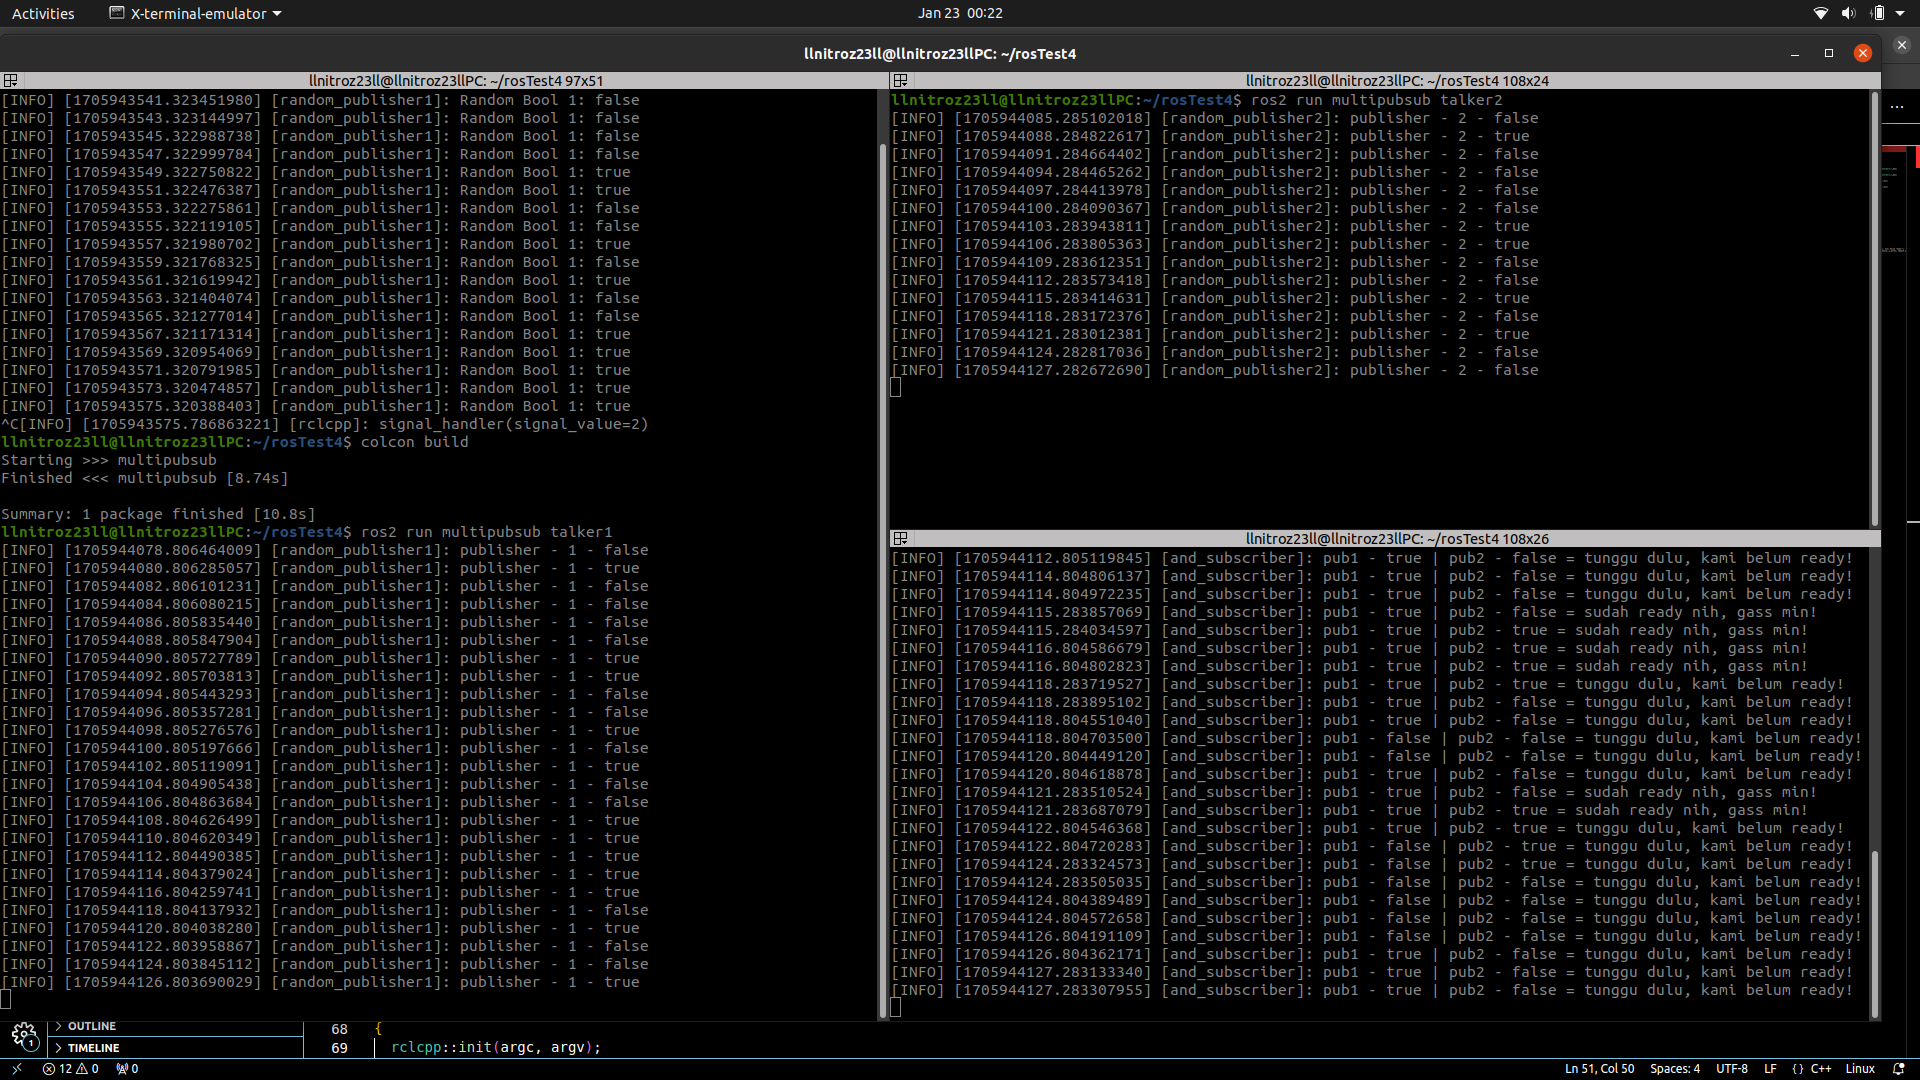 Activities
X-terminal-emulator
Jan 23 00:22
llnitroz23ll@llnitroz23llPC: ~/rosTest4
llnitroz23ll@llnitroz23llPC: ~/rosTest4 97x51
[INFO] [1705943541.323451980] [random_publisher1]: Random Bool 1: false
[INFO] [1705943543.323144997] [random_publisher1]: Random Bool 1: false
[INFO] [1705943545.322988738] [random_publisher1]: Random Bool 1: false
[INFO] [1705943547.322999784] [random_publisher1]: Random Bool 1: false
[INFO] [1705943549.322750822] [random_publisher1]: Random Bool 1: true
[INFO] [1705943551.322476387] [random_publisher1]: Random Bool 1: true
[INFO] [1705943553.322275861] [random_publisher1]: Random Bool 1: false
[INFO] [1705943555.322119105] [random_publisher1]: Random Bool 1: false
[INFO] [1705943557.321980702] [random_publisher1]: Random Bool 1: true
[INFO] [1705943559.321768325] [random_publisher1]: Random Bool 1: false
[INFO] [1705943561.321619942] [random_publisher1]: Random Bool 1: true
[INFO] [1705943563.321404074] [random_publisher1]: Random Bool 1: false
[INFO] [1705943565.321277014] [random_publisher1]: Random Bool 1: false
[INFO] [1705943567.321171314] [random_publisher1]: Random Bool 1: true
[INFO] [1705943569.320954069] [random_publisher1]: Random Bool 1: true
[INFO] [1705943571.320791985] [random_publisher1]: Random Bool 1: true
[INFO] [1705943573.320474857] [random_publisher1]: Random Bool 1: true
[INFO] [1705943575.320388403] [random_publisher1]: Random Bool 1: true
^C[INFO] [1705943575.786863221] [rclcpp]: signal_handler(signal_value=2)
llnitroz23ll@llnitroz23llPC:~/rosTest4$ colcon build
Starting >>> multipubsub
Finished <<< multipubsub [8.74s]
Summary: 1 package finished [10.8s]
llnitroz23ll@llnitroz23llPC:~/rosTest4$ ros2 run multipubsub talker1
[INFO] [1705944078.806464009] [random_publisher1]: publisher - 1 - false
[INFO] [1705944080.806285057] [random_publisher1]: publisher - 1 - true
[INFO] [1705944082.806101231] [random_publisher1]: publisher - 1 - false
[INFO] [1705944084.806080215] [random_publisher1]: publisher - 1 - false
[INFO] [1705944086.805835440] [random_publisher1]: publisher - 1 - false
[INFO] [1705944088.805847904] [random_publisher1]: publisher - 1 - false
[INFO] [1705944090.805727789] [random_publisher1]: publisher - 1 - true
[INFO] [1705944092.805703813] [random_publisher1]: publisher - 1 - true
[INFO] [1705944094.805443293] [random_publisher1]: publisher - 1 - false
[INFO] [1705944096.805357281] [random_publisher1]: publisher - 1 - false
[INFO] [1705944098.805276576] [random_publisher1]: publisher - 1 - true
[INFO] [1705944100.805197666] [random_publisher1]: publisher - 1 - false
[INFO] [1705944102.805119091] [random_publisher1]: publisher - 1 - true
[INFO] [1705944104.804905438] [random_publisher1]: publisher - 1 - false
[INFO] [1705944106.804863684] [random_publisher1]: publisher - 1 - false
[INFO] [1705944108.804626499] [random_publisher1]: publisher - 1 - true
[INFO] [1705944110.804620349] [random_publisher1]: publisher - 1 - true
[INFO] [1705944112.804490385] [random_publisher1]: publisher - 1 - true
[INFO] [1705944114.804379024] [random_publisher1]: publisher - 1 - true
[INFO] [1705944116.804259741] [random_publisher1]: publisher - 1 - true
[INFO] [1705944118.804137932] [random_publisher1]: publisher - 1 - false
[INFO] [1705944120.804038280] [random_publisher1]: publisher - 1 - true
[INFO] [1705944122.803958867] [random_publisher1]: publisher - 1 - false
[INFO] [1705944124.803845112] [random_publisher1]: publisher - 1 - false
[INFO] [1705944126.803690029] [random_publisher1]: publisher - 1 - true
llnitroz23ll@llnitroz23llPC: ~/rosTest4 108x24
llnitroz23ll@llnitroz23llPC:~/rosTest4$ ros2 run multipubsub talker2
[INFO] [1705944085.285102018] [random_publisher2]: publisher - 2 - false
[INFO] [1705944088.284822617] [random_publisher2]: publisher - 2 - true
[INFO] [1705944091.284664402] [random_publisher2]: publisher - 2 - false
[INFO] [1705944094.284465262] [random_publisher2]: publisher - 2 - false
[INFO] [1705944097.284413978] [random_publisher2]: publisher - 2 - false
[INFO] [1705944100.284090367] [random_publisher2]: publisher - 2 - false
[INFO] [1705944103.283943811] [random_publisher2]: publisher - 2 - true
[INFO] [1705944106.283805363] [random_publisher2]: publisher - 2 - true
[INFO] [1705944109.283612351] [random_publisher2]: publisher - 2 - false
[INFO] [1705944112.283573418] [random_publisher2]: publisher - 2 - false
[INFO] [1705944115.283414631] [random_publisher2]: publisher - 2 - true
[INFO] [1705944118.283172376] [random_publisher2]: publisher - 2 - false
[INFO] [1705944121.283012381] [random_publisher2]: publisher - 2 - true
[INFO] [1705944124.282817036] [random_publisher2]: publisher - 2 - false
[INFO] [1705944127.282672690] [random_publisher2]: publisher - 2 - false
llnitroz23ll@llnitroz23llPC: ~/rosTest4 108x26
[INFO] [1705944112.805119845] [and_subscriber]: pub1 - true | pub2 - false = tunggu dulu, kami belum ready!
[INFO] [1705944114.804806137] [and_subscriber]: pub1 - true | pub2 - false = tunggu dulu, kami belum ready!
[INFO] [1705944114.804972235] [and_subscriber]: pub1 - true | pub2 - false = tunggu dulu, kami belum ready!
[INFO] [1705944115.283857069] [and_subscriber]: pub1 - true | pub2 - false = sudah ready nih, gass min!
[INFO] [1705944115.284034597] [and_subscriber]: pub1 - true | pub2 - true = sudah ready nih, gass min!
[INFO] [1705944116.804586679] [and_subscriber]: pub1 - true | pub2 - true = sudah ready nih, gass min!
[INFO] [1705944116.804802823] [and_subscriber]: pub1 - true | pub2 - true = sudah ready nih, gass min!
[INFO] [1705944118.283719527] [and_subscriber]: pub1 - true | pub2 - true = tunggu dulu, kami belum ready!
[INFO] [1705944118.283895102] [and_subscriber]: pub1 - true | pub2 - false = tunggu dulu, kami belum ready!
[INFO] [1705944118.804551040] [and_subscriber]: pub1 - true | pub2 - false = tunggu dulu, kami belum ready!
[INFO] [1705944118.804703500] [and_subscriber]: pub1 - false | pub2 - false = tunggu dulu, kami belum ready!
[INFO] [1705944120.804449120] [and_subscriber]: pub1 - false | pub2 - false = tunggu dulu, kami belum ready!
[INFO] [1705944120.804618878] [and_subscriber]: pub1 - true | pub2 - false = tunggu dulu, kami belum ready!
[INFO] [1705944121.283510524] [and_subscriber]: pub1 - true | pub2 - false = sudah ready nih, gass min!
[INFO] [1705944121.283687079] [and_subscriber]: pub1 - true | pub2 - true = sudah ready nih, gass min!
[INFO] [1705944122.804546368] [and_subscriber]: pub1 - true | pub2 - true = tunggu dulu, kami belum ready!
[INFO] [1705944122.804720283] [and_subscriber]: pub1 - false | pub2 - true = tunggu dulu, kami belum ready!
[INFO] [1705944124.283324573] [and_subscriber]: pub1 - false | pub2 - true = tunggu dulu, kami belum ready!
[INFO] [1705944124.283505035] [and_subscriber]: pub1 - false | pub2 - false = tunggu dulu, kami belum ready!
[INFO] [1705944124.804389489] [and_subscriber]: pub1 - false | pub2 - false = tunggu dulu, kami belum ready!
[INFO] [1705944124.804572658] [and_subscriber]: pub1 - false | pub2 - false = tunggu dulu, kami belum ready!
[INFO] [1705944126.804191109] [and_subscriber]: pub1 - false | pub2 - false = tunggu dulu, kami belum ready!
[INFO] [1705944126.804362171] [and_subscriber]: pub1 - true | pub2 - false = tunggu dulu, kami belum ready!
[INFO] [1705944127.283133340] [and_subscriber]: pub1 - true | pub2 - false = tunggu dulu, kami belum ready!
[INFO] [1705944127.283307955] [and_subscriber]: pub1 - true | pub2 - false = tunggu dulu, kami belum ready!
1
OUTLINE
TIMELINE
68 {
69 rclcpp::init(argc, argv);
12 0 0
Ln 51, Col 50 Spaces: 4 UTF-8 LF {} C++ Linux